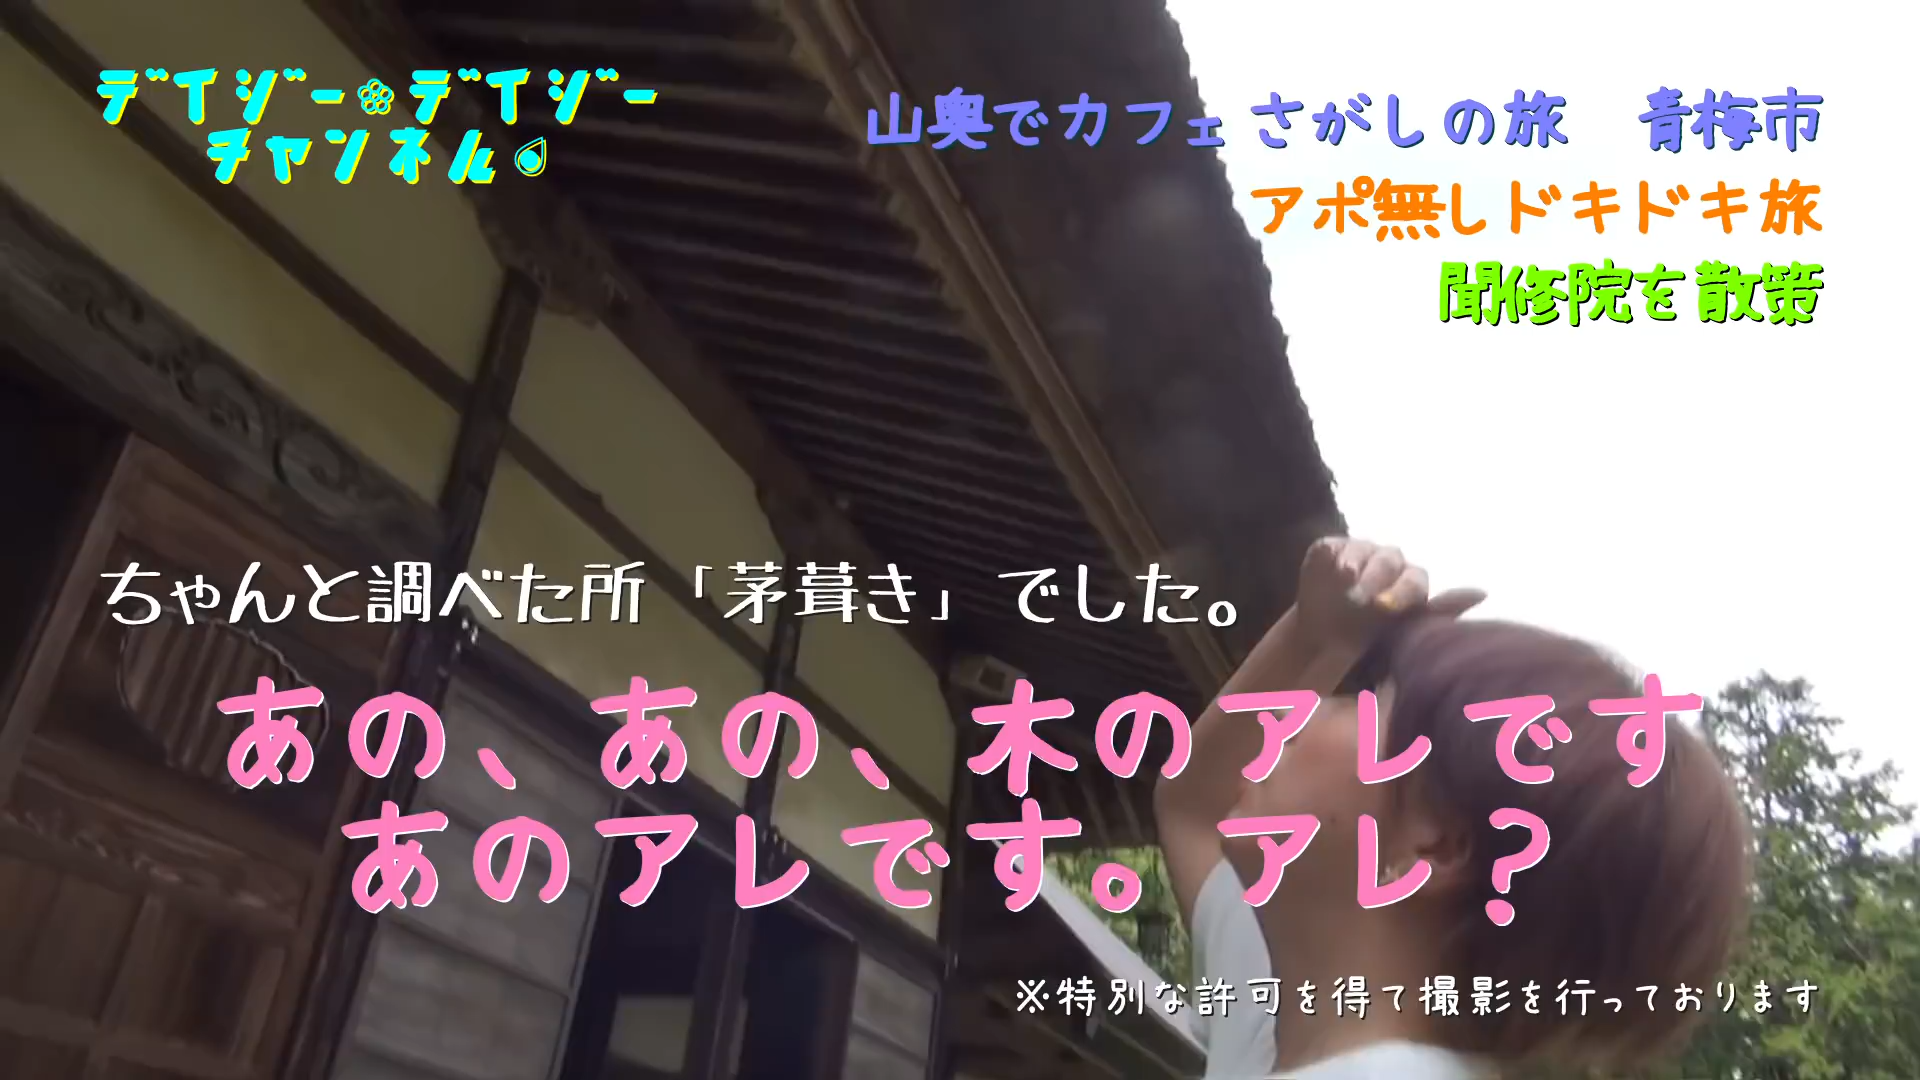 デイジー デイジー
チャンネル
山奥でカフェさがしの旅　青梅市
アポ無しドキドキ旅
聞修院を散策
ちゃんと調べた所「茅葺き」でした。
あの、あの、木のアレです
あのアレです。アレ？
※特別な許可を得て撮影を行っております